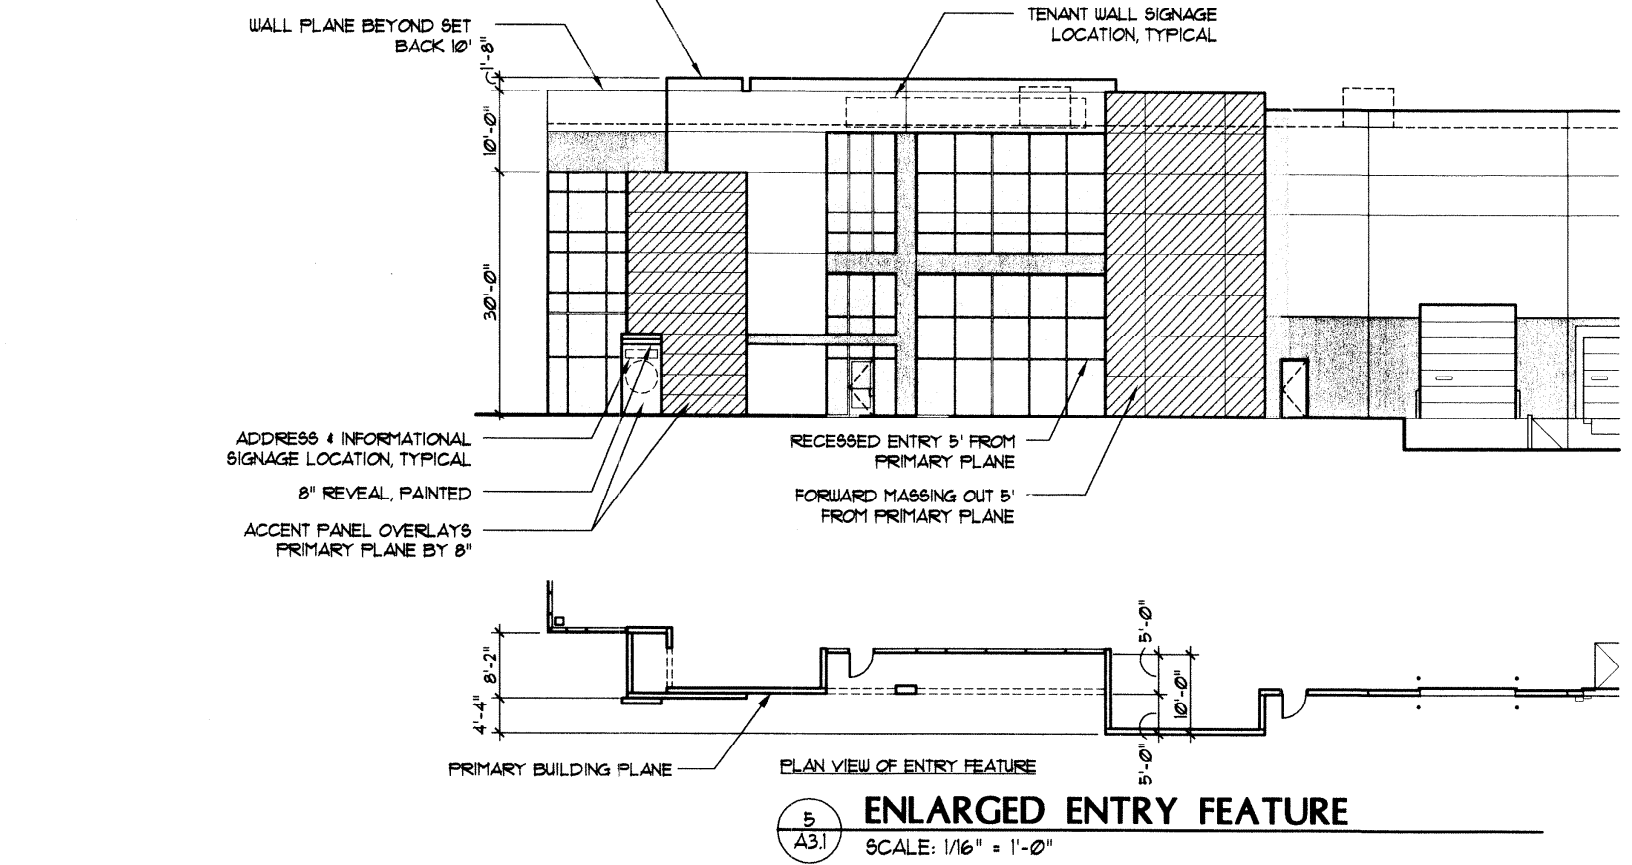 WALL PLANE BEYOND SET
BACK 10'
TENANT WALL SIGNAGE
LOCATION, TYPICAL
1'-8"
10'-0"
30'-0"
ADDRESS & INFORMATIONAL
SIGNAGE LOCATION, TYPICAL
8" REVEAL, PAINTED
ACCENT PANEL OVERLAYS
PRIMARY PLANE BY 8"
RECESSED ENTRY 5' FROM
PRIMARY PLANE
FORWARD MASSING OUT 5'
FROM PRIMARY PLANE
8'-2"
4'-4"
5'-0"
10'-0"
5'-0"
PRIMARY BUILDING PLANE
PLAN VIEW OF ENTRY FEATURE
5
A3.1
ENLARGED ENTRY FEATURE
SCALE: 1/16" = 1'-0"